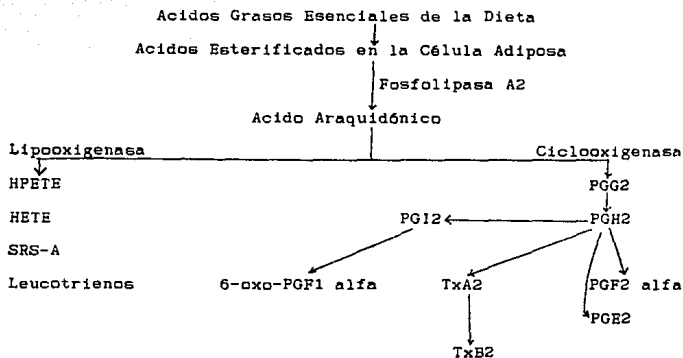 Acidos Grasos Esenciales de la Dieta
Acidos Esterificados en la Célula Adiposa
Fosfolipasa A2
Acido Araquidónico
Lipooxigenasa Ciclooxigenasa
HPETE PGG2
HETE PGI2 PGH2
SRS-A
Leucotrienos 6-oxo-PGF1 alfa TxA2 PGF2 alfa
PGE2
TxB2